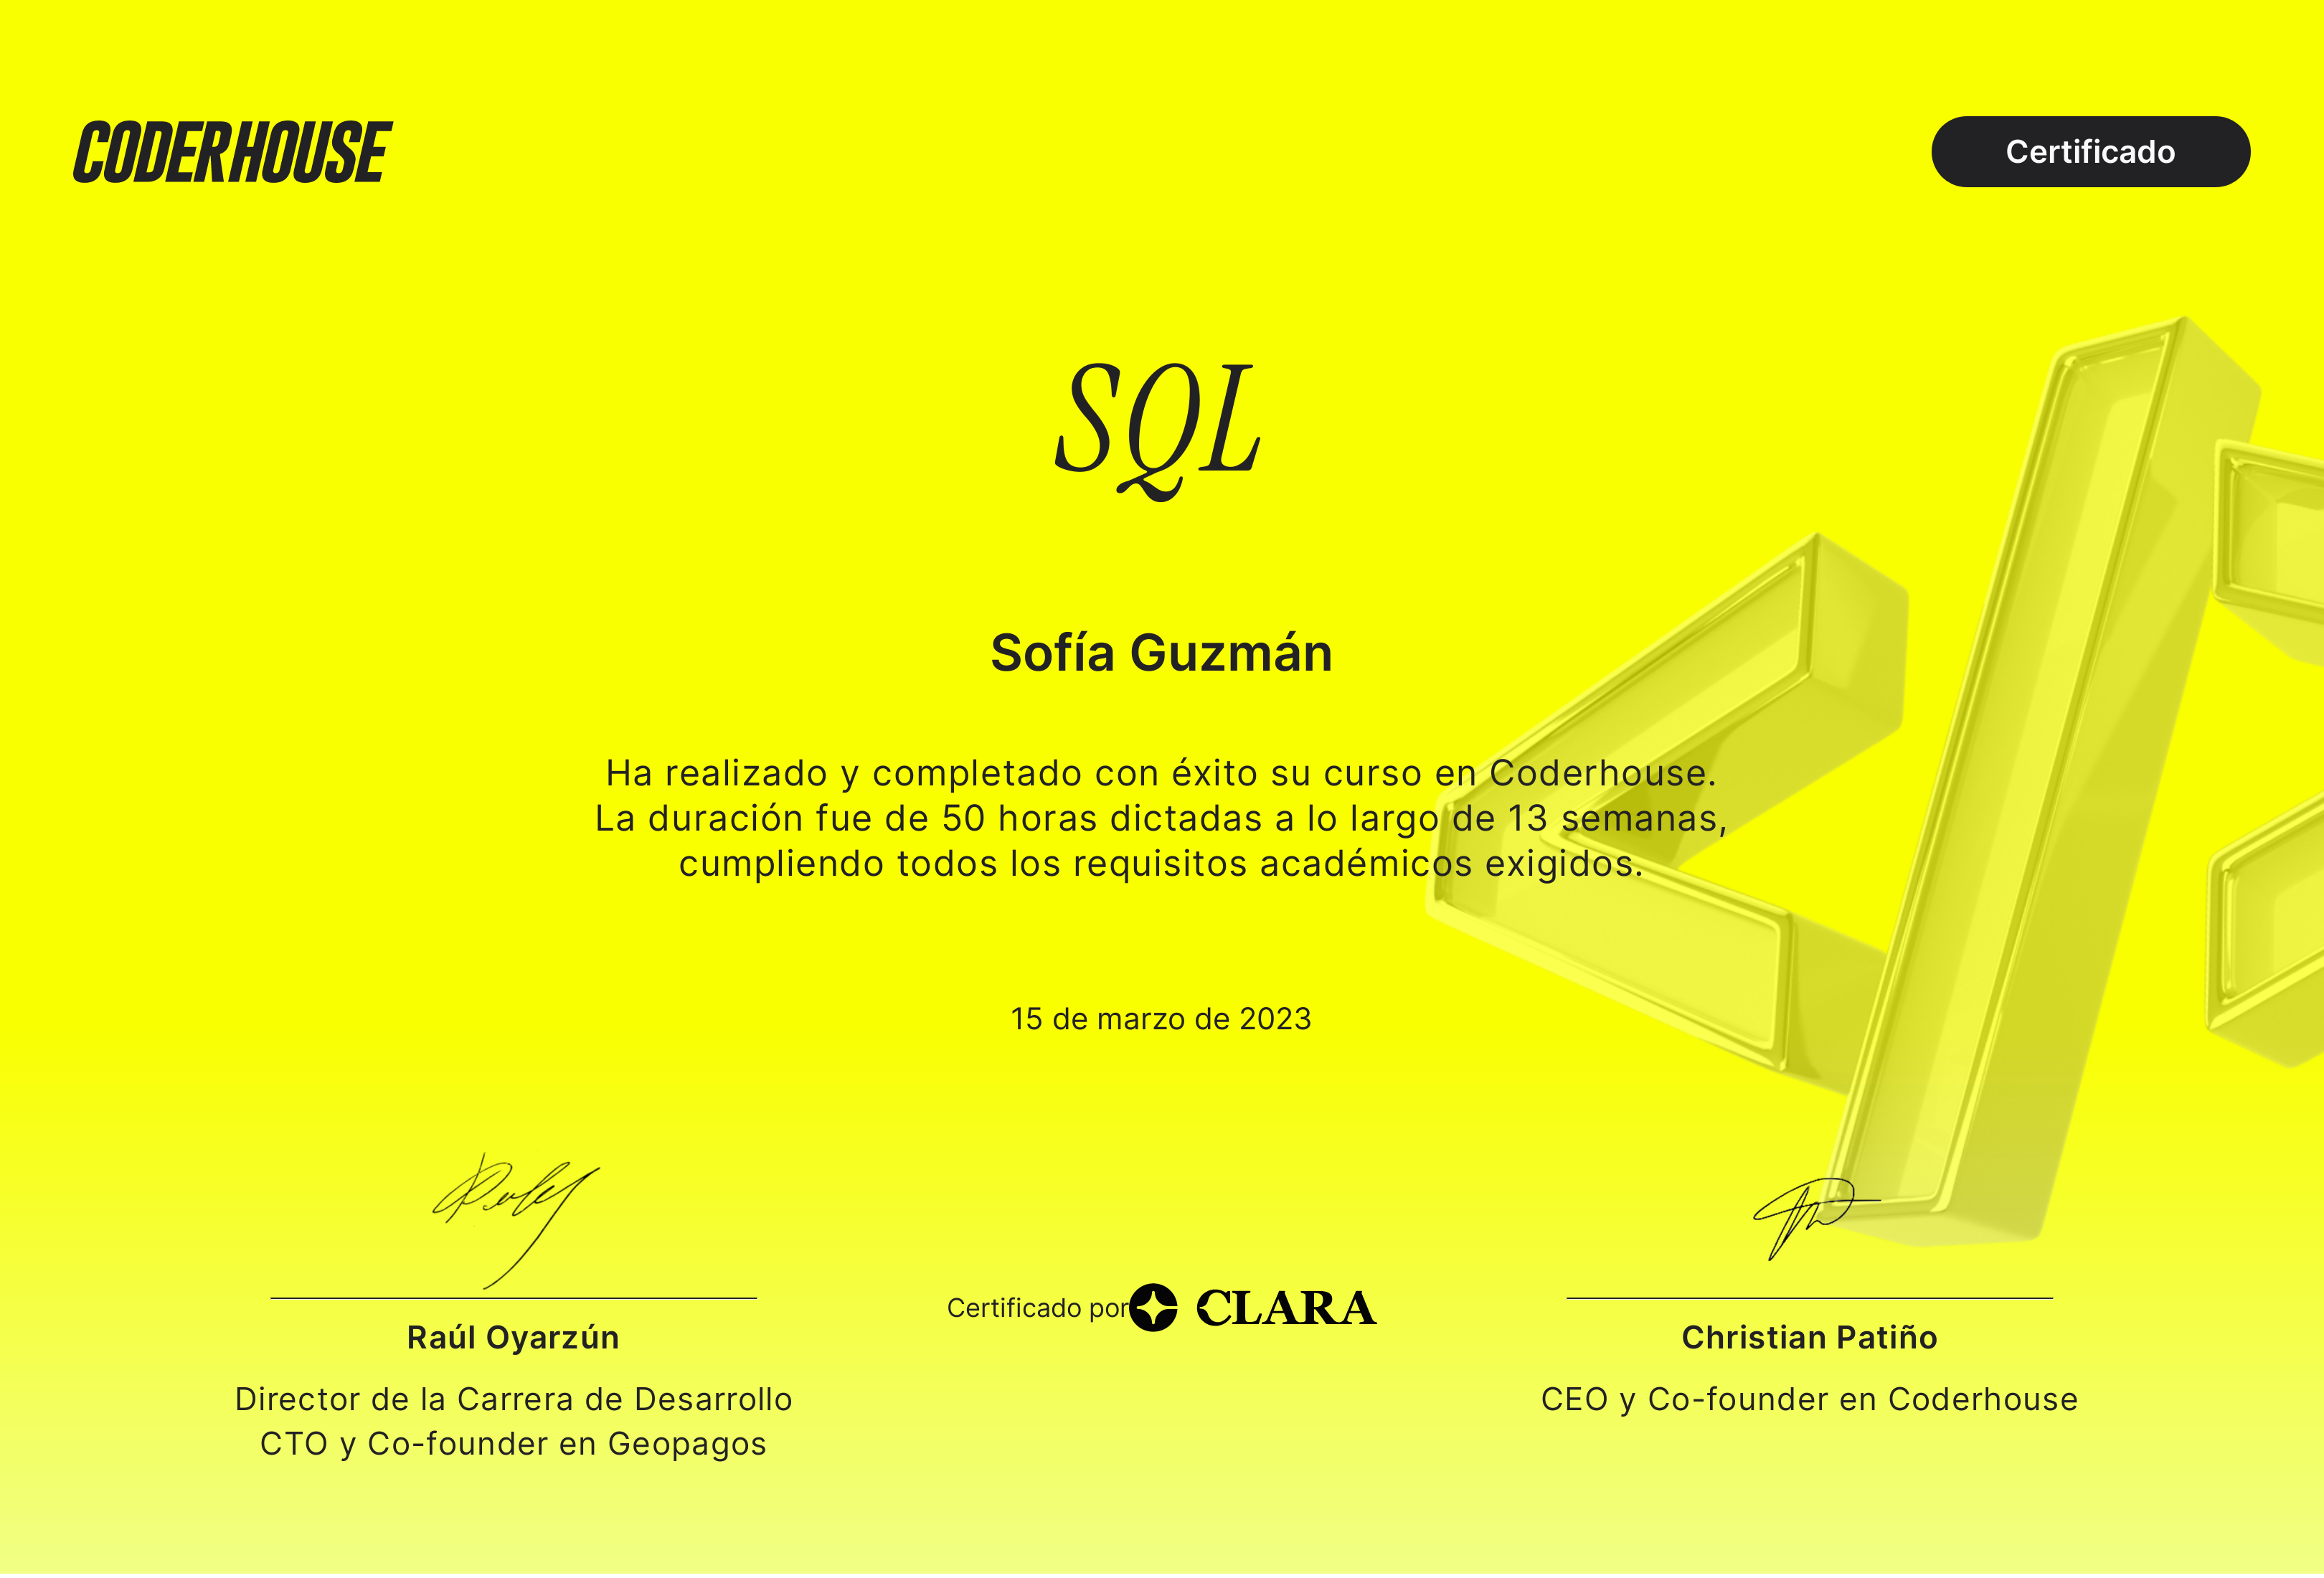 CODERHOUSE
Certificado
SQL
Sofía Guzmán
Ha realizado y completado con éxito su curso en Coderhouse.
La duración fue de 50 horas dictadas a lo largo de 13 semanas,
cumpliendo todos los requisitos académicos exigidos.
15 de marzo de 2023
Raúl Oyarzún
Director de la Carrera de Desarrollo
CTO y Co-founder en Geopagos
Certificado por CLARA
Christian Patiño
CEO y Co-founder en Coderhouse